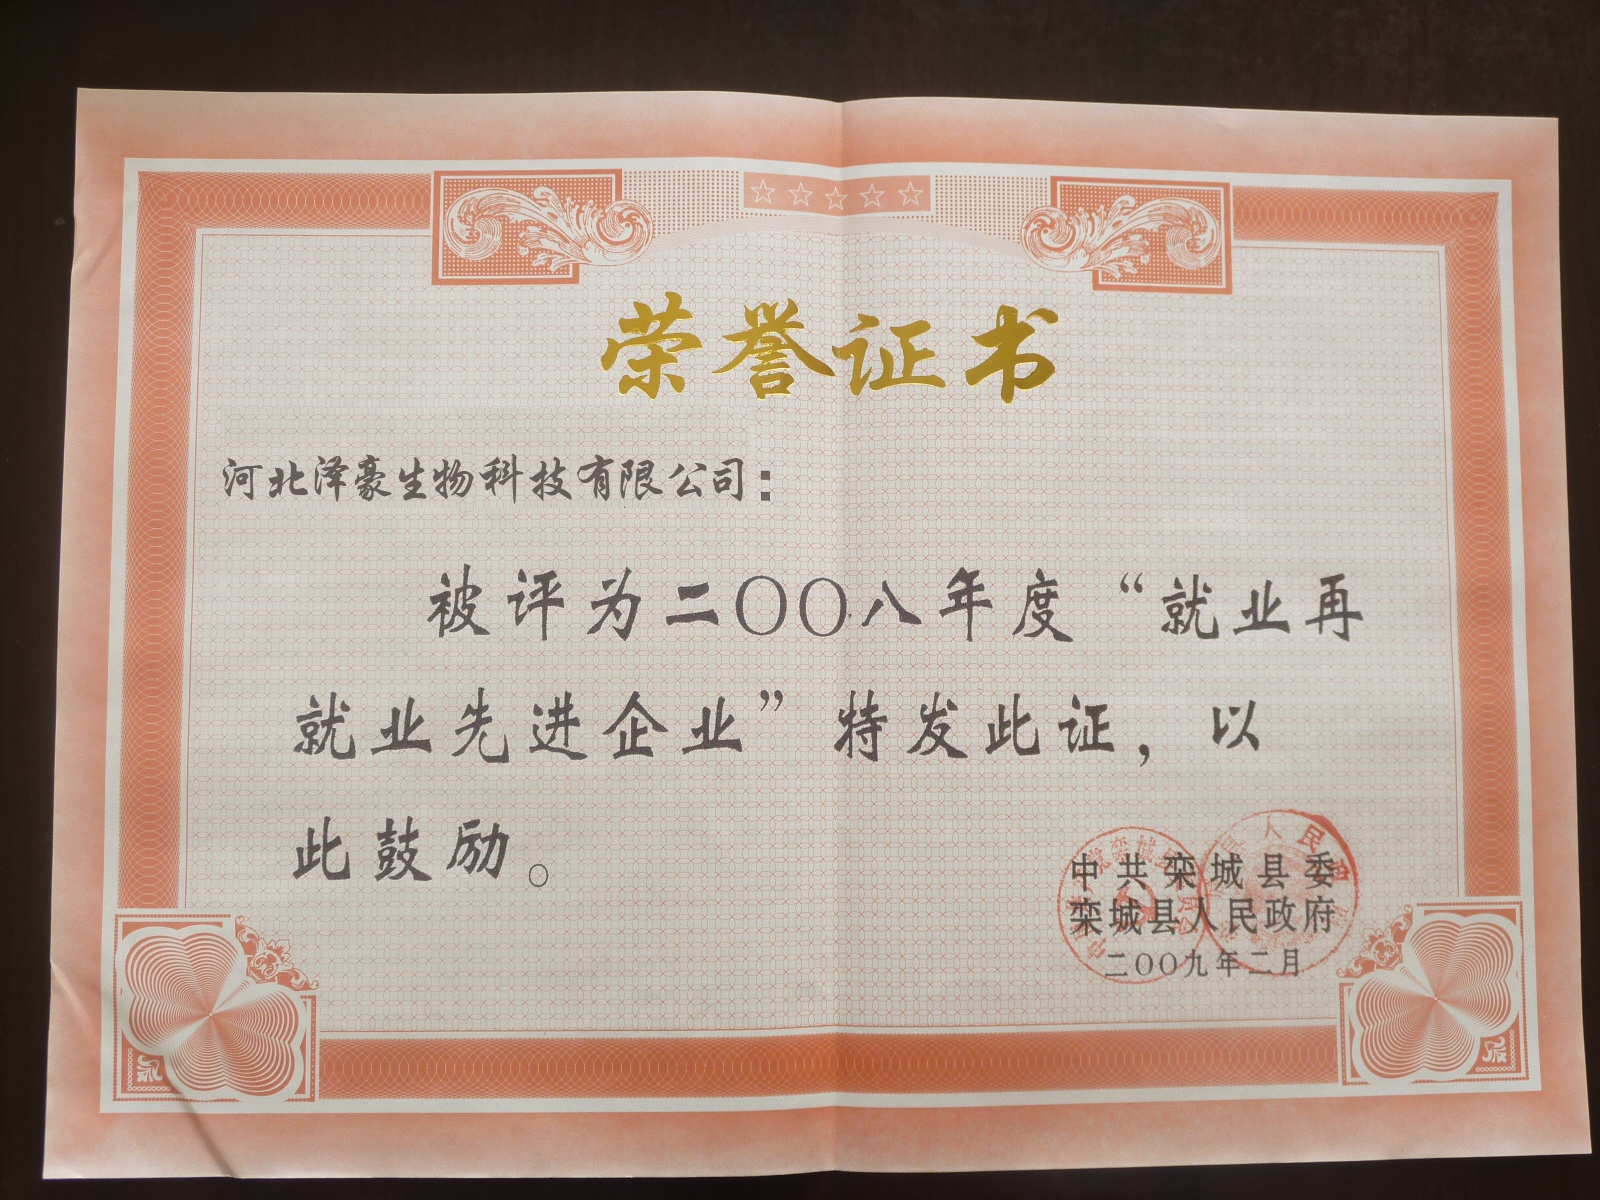 荣誉证书
河北泽豪生物科技有限公司：
被评为二〇〇八年度“就业再
就业先进企业”特发此证，以
此鼓励。
中共栾城县委
栾城县人民政府
二〇〇九年二月